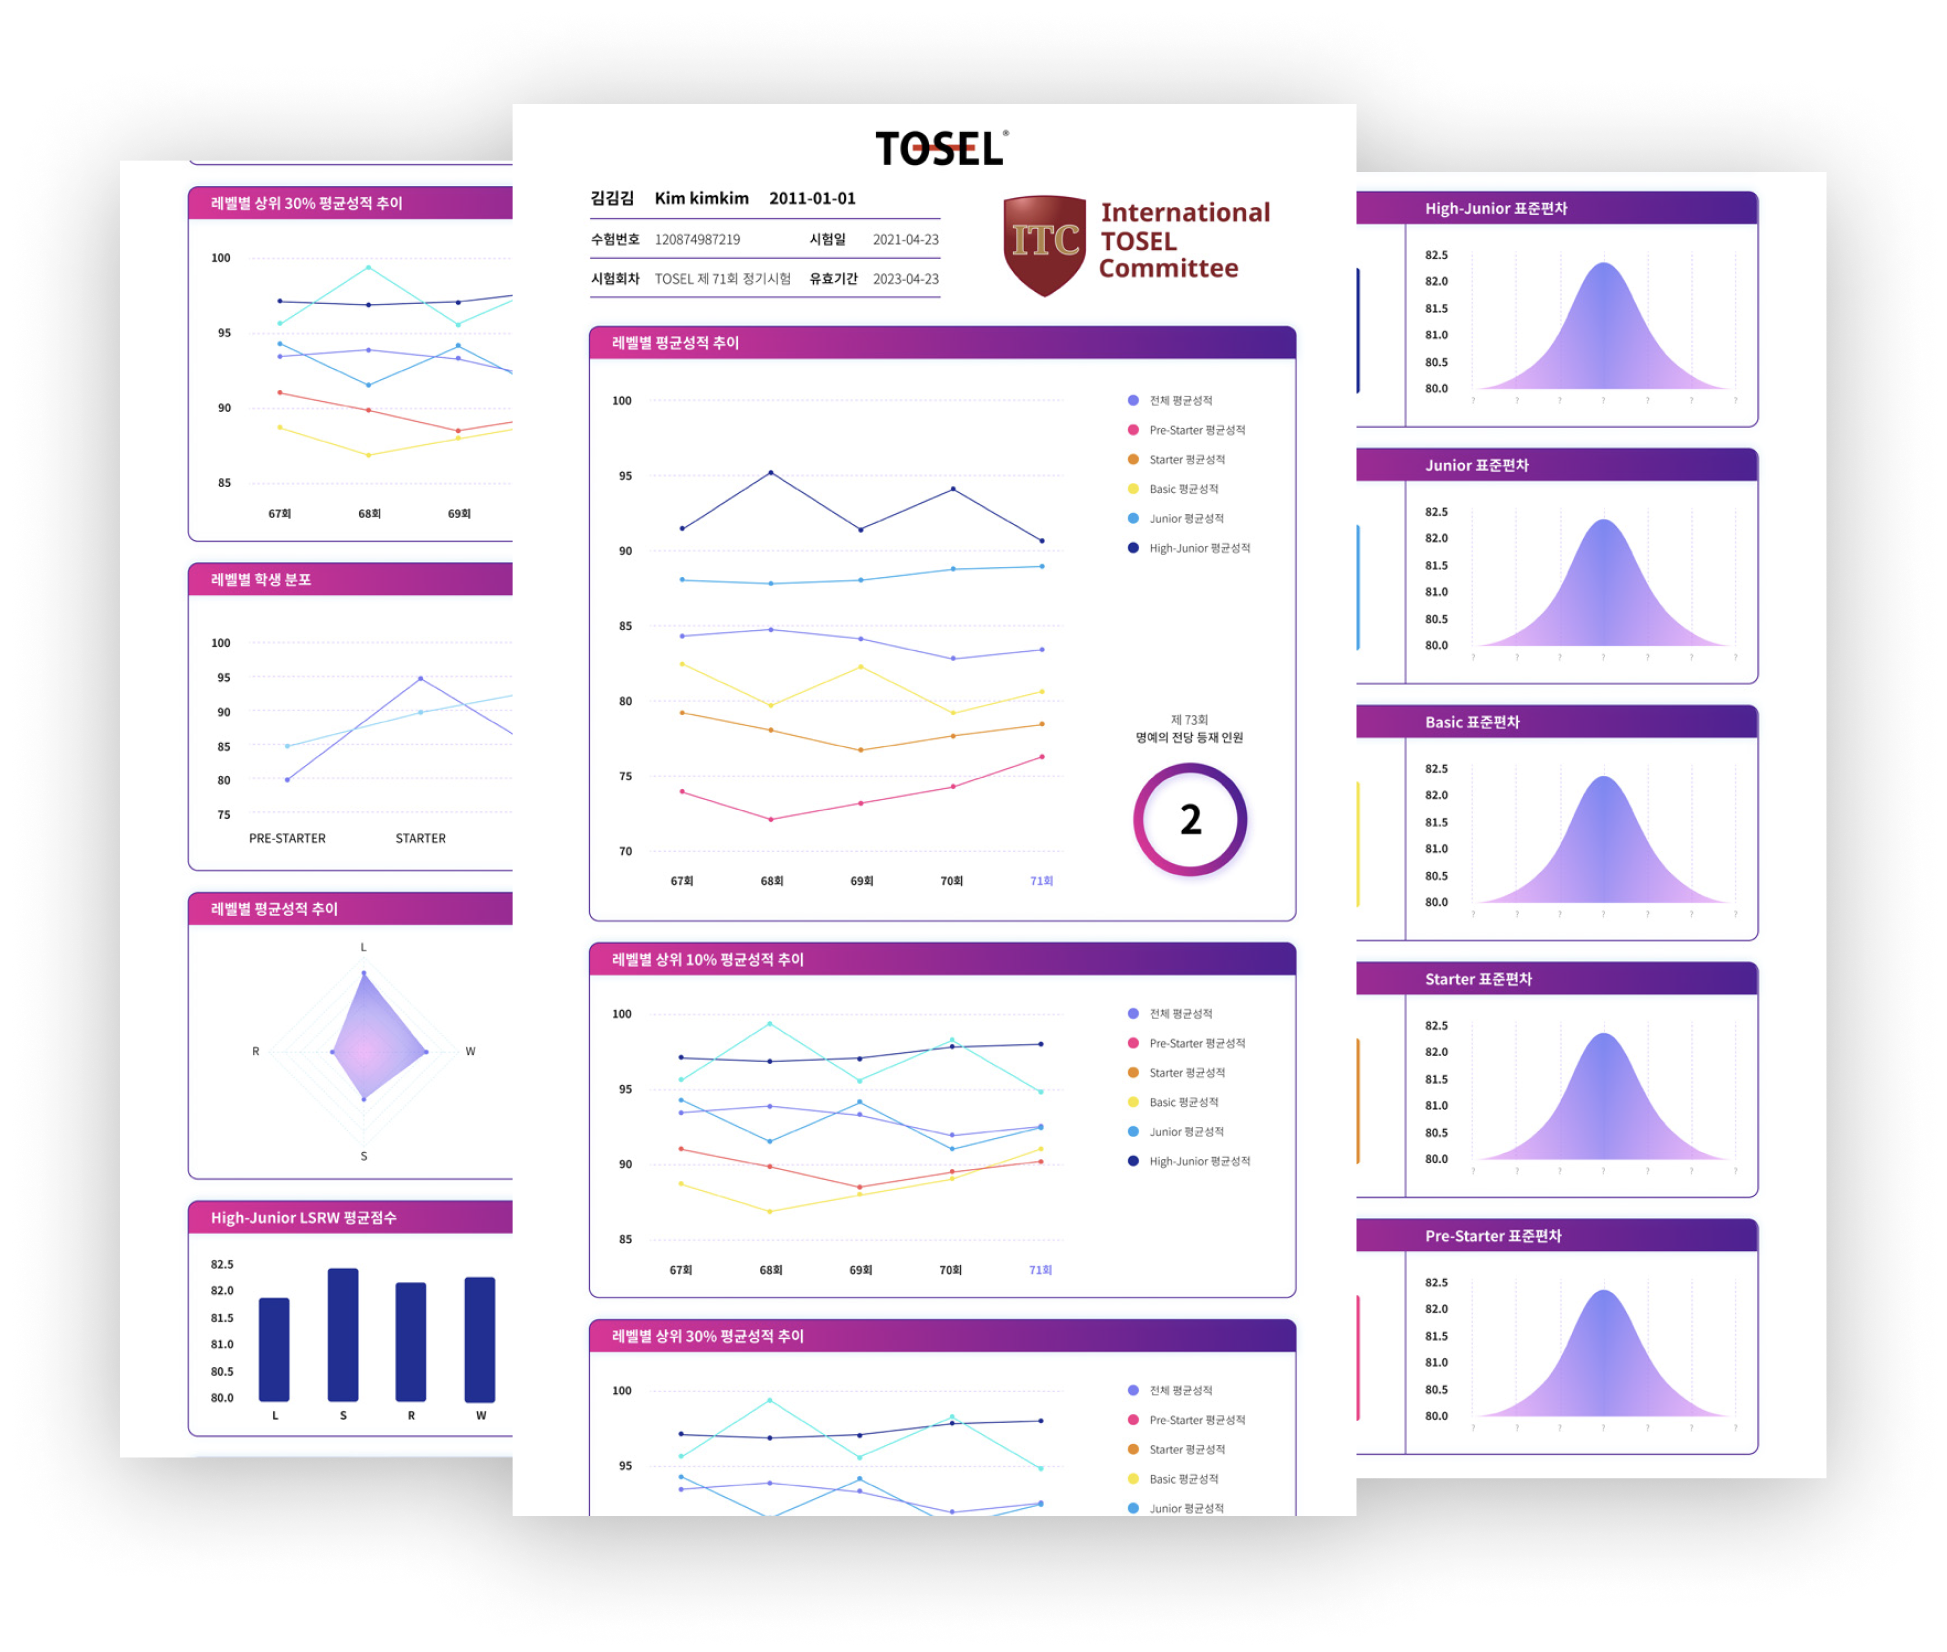 TOSEL®
김김김 Kim kimkim 2011-01-01
수험번호 120874987219 시험일 2021-04-23
시험회차 TOSEL 제 71회 정기시험 유효기간 2023-04-23
ITC
International
TOSEL
Committee
레벨별 평균성적 추이
100
95
90
85
80
75
70
67회 68회 69회 70회 71회
전체 평균성적
Pre-Starter 평균성적
Starter 평균성적
Basic 평균성적
Junior 평균성적
High-Junior 평균성적
제 73회
명예의 전당 등재 인원
2
레벨별 상위 10% 평균성적 추이
100
95
90
85
67회 68회 69회 70회 71회
전체 평균성적
Pre-Starter 평균성적
Starter 평균성적
Basic 평균성적
Junior 평균성적
High-Junior 평균성적
레벨별 상위 30% 평균성적 추이
100
95
전체 평균성적
Pre-Starter 평균성적
Starter 평균성적
Basic 평균성적
Junior 평균성적
레벨별 상위 30% 평균성적 추이
100
95
90
85
67회 68회 69회
레벨별 학생 분포
100
95
90
85
80
75
PRE-STARTER STARTER
레벨별 평균성적 추이
L
R W
S
High-Junior LSRW 평균점수
82.5
82.0
81.5
81.0
80.5
80.0
L S R W
High-Junior 표준편차
82.5
82.0
81.5
81.0
80.5
80.0
? ? ? ? ? ? ?
Junior 표준편차
82.5
82.0
81.5
81.0
80.5
80.0
? ? ? ? ? ? ?
Basic 표준편차
82.5
82.0
81.5
81.0
80.5
80.0
? ? ? ? ? ? ?
Starter 표준편차
82.5
82.0
81.5
81.0
80.5
80.0
? ? ? ? ? ? ?
Pre-Starter 표준편차
82.5
82.0
81.5
81.0
80.5
80.0
? ? ? ? ? ? ?